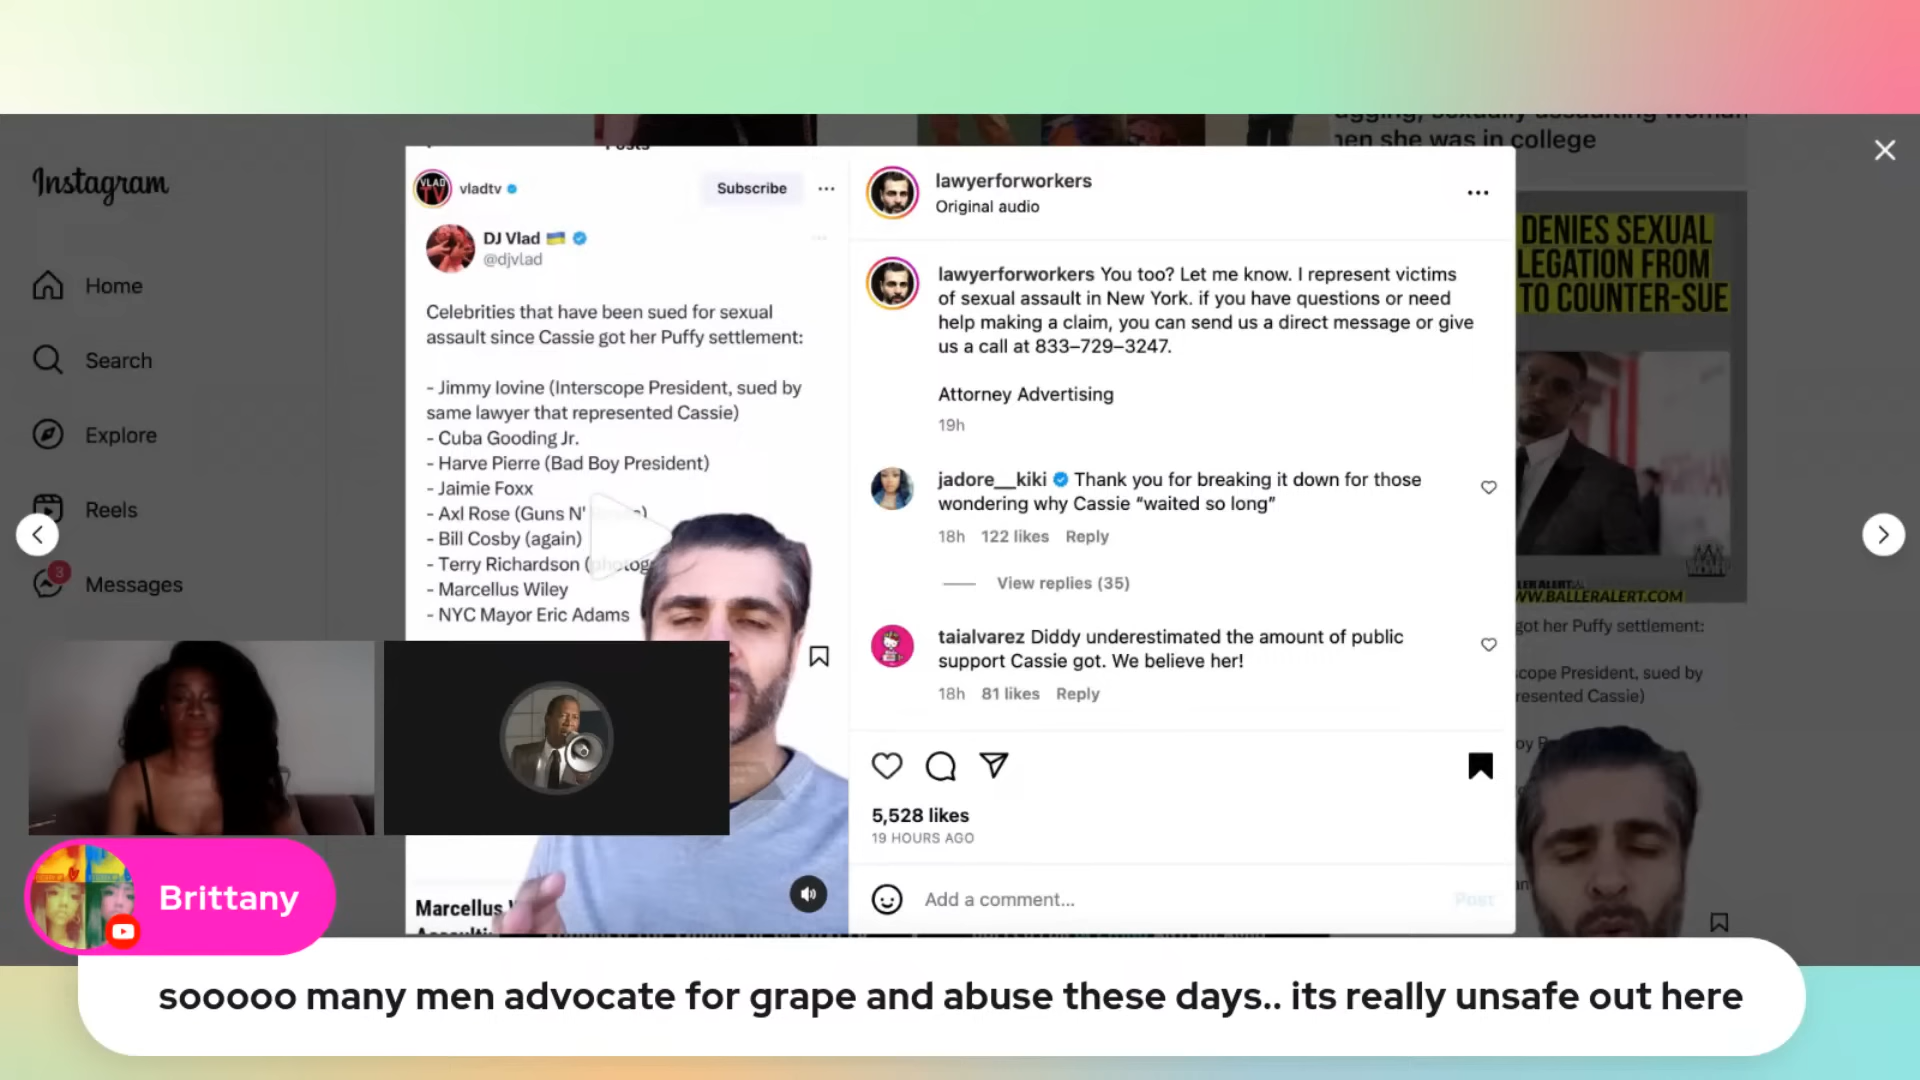 Instagram
Home
Search
Explore
Reels
3
Messages
Posts
VLAD
TV
vladtv
Subscribe
DJ Vlad
@djvlad
Celebrities that have been sued for sexual
assault since Cassie got her Puffy settlement:
- Jimmy Iovine (Interscope President, sued by
same lawyer that represented Cassie)
- Cuba Gooding Jr.
- Harve Pierre (Bad Boy President)
- Jaimie Foxx
- Axl Rose (Guns N'
- Bill Cosby (again)
- Terry Richardson (photog
- Marcellus Wiley
- NYC Mayor Eric Adams
Marcellus
lawyerforworkers
Original audio
lawyerforworkers You too? Let me know. I represent victims
of sexual assault in New York. if you have questions or need
help making a claim, you can send us a direct message or give
us a call at 833–729–3247.
Attorney Advertising
19h
jadore__kiki Thank you for breaking it down for those
wondering why Cassie “waited so long”
18h 122 likes Reply
View replies (35)
taialvarez Diddy underestimated the amount of public
support Cassie got. We believe her!
18h 81 likes Reply
5,528 likes
19 HOURS AGO
Add a comment...
Post
she was in college
DENIES SEXUAL
LEGATION FROM
TO COUNTER-SUE
WWW.BALLERALERT.COM
got her Puffy settlement:
scope President, sued by
resented Cassie)
Brittany
sooooo many men advocate for grape and abuse these days.. its really unsafe out here